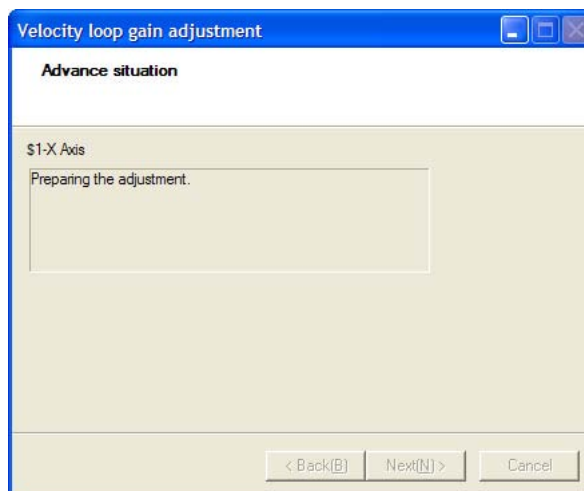 Velocity loop gain adjustment
Advance situation
$1-X Axis
Preparing the adjustment.
< Back(B) Next(N) > Cancel